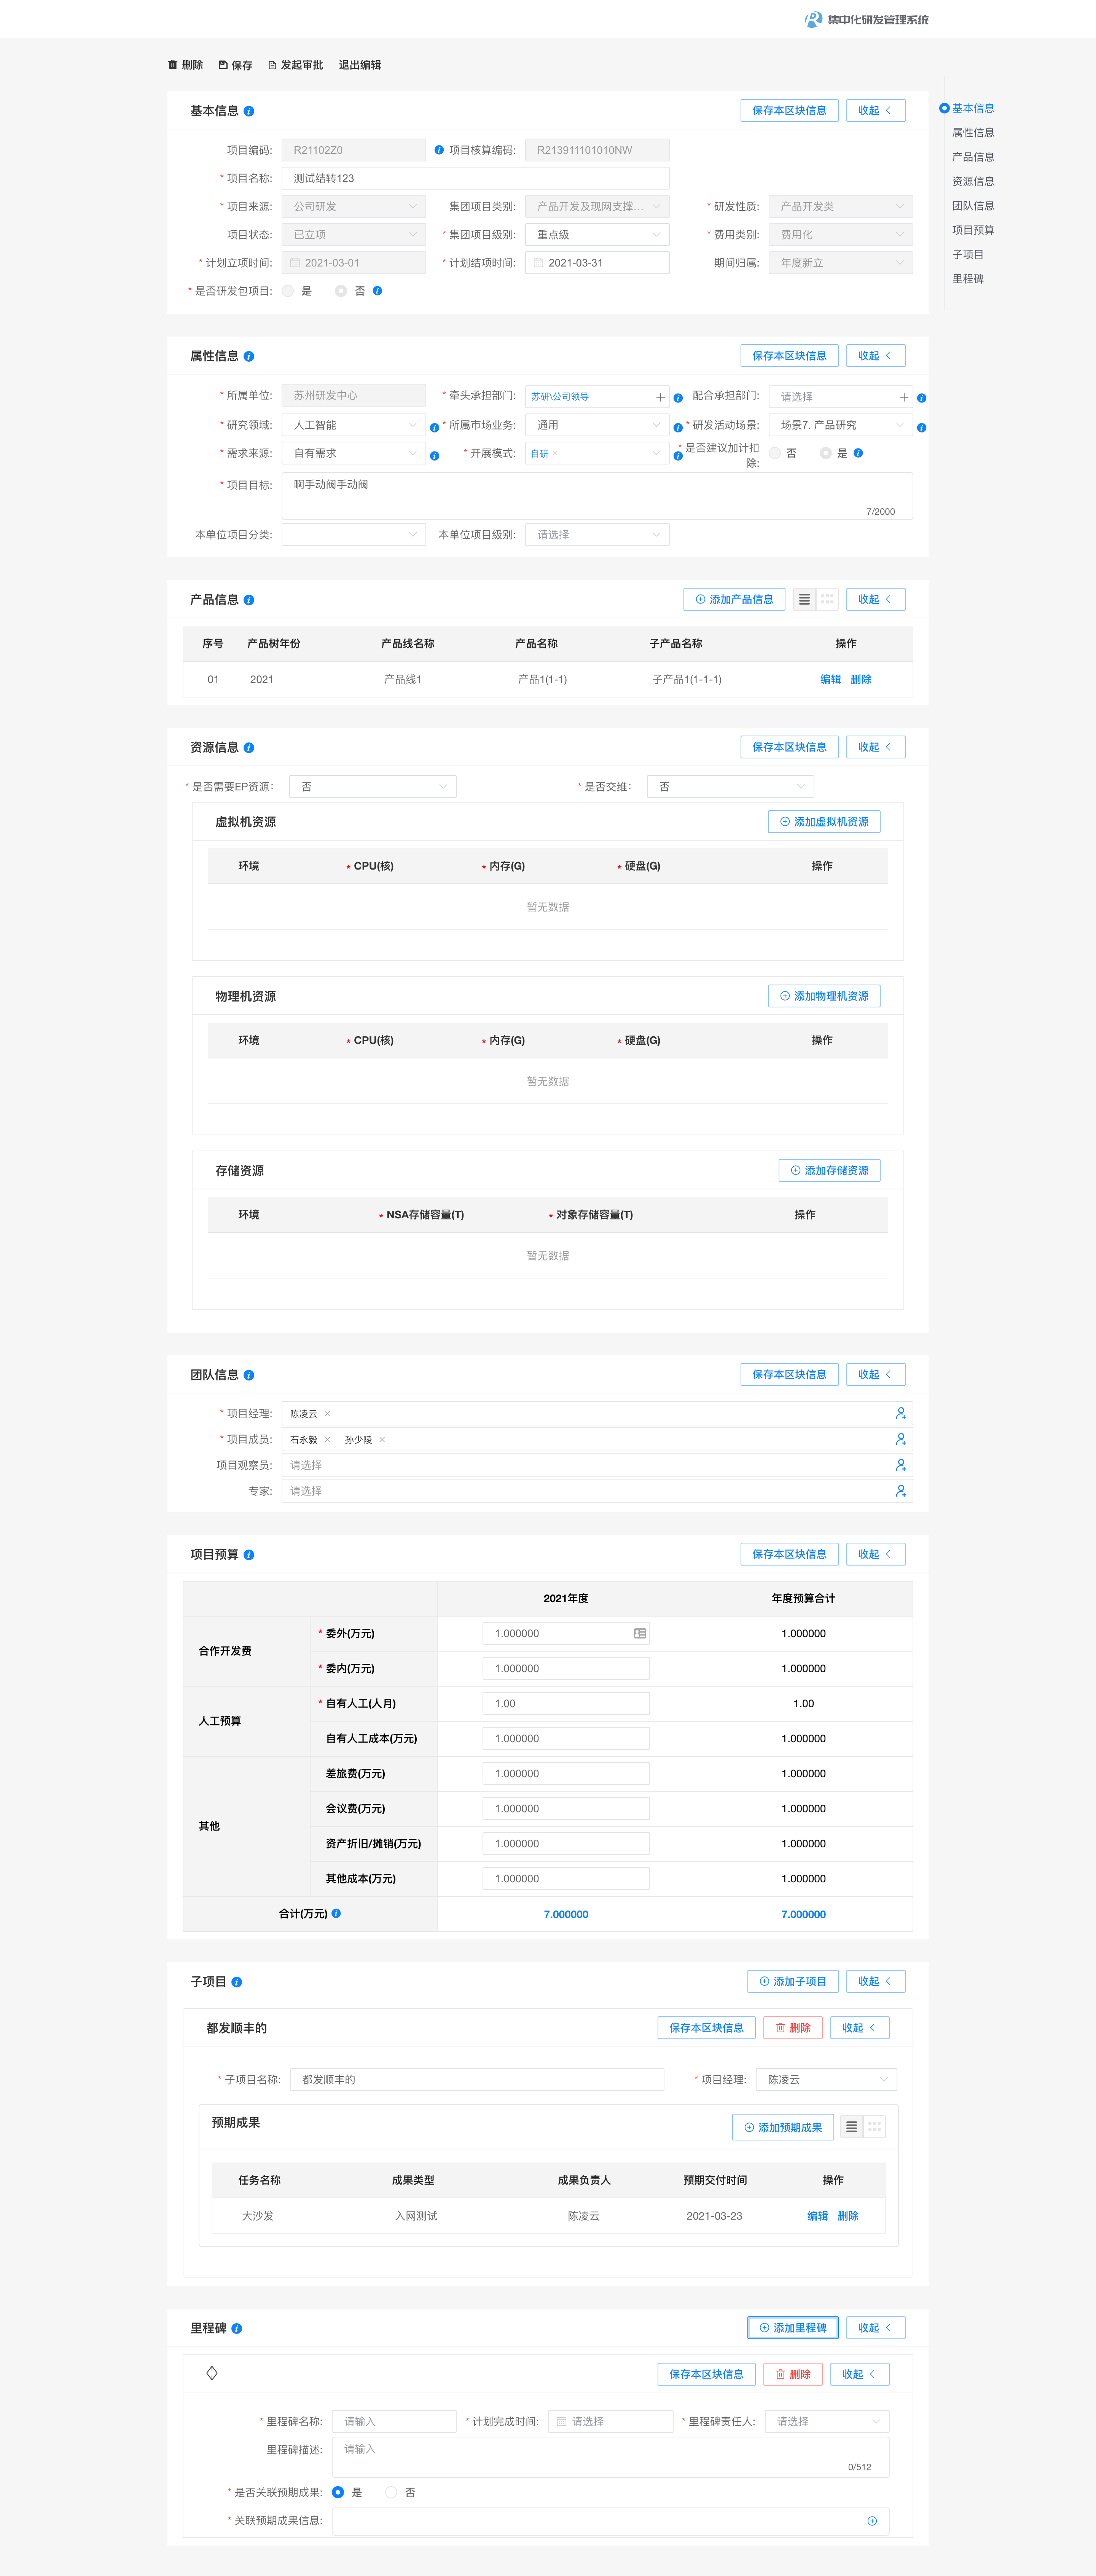 集中化研发管理系统
删除 保存 发起审批 退出编辑
基本信息 保存本区块信息 收起
基本信息
属性信息
产品信息
资源信息
团队信息
项目预算
子项目
里程碑
项目编码: R21102Z0 项目核算编码: R213911101010NW
* 项目名称: 测试结转123
* 项目来源: 公司研发 集团项目类别: 产品开发及现网支撑... * 研发性质: 产品开发类
项目状态: 已立项 * 集团项目级别: 重点级 * 费用类别: 费用化
* 计划立项时间: 2021-03-01 * 计划结项时间: 2021-03-31 期间归属: 年度新立
* 是否研发包项目: 是 否
属性信息 保存本区块信息 收起
* 所属单位: 苏州研发中心 * 牵头承担部门: 苏研\公司领导 配合承担部门: 请选择
* 研究领域: 人工智能 * 所属市场业务: 通用 * 研发活动场景: 场景7. 产品研究
* 需求来源: 自有需求 * 开展模式: 自研 * 是否建议加计扣除: 否 是
* 项目目标: 啊手动阀手动阀
7/2000
本单位项目分类: 本单位项目级别: 请选择
产品信息 添加产品信息 收起
序号 产品树年份 产品线名称 产品名称 子产品名称 操作
01 2021 产品线1 产品1(1-1) 子产品1(1-1-1) 编辑 删除
资源信息 保存本区块信息 收起
* 是否需要EP资源: 否 * 是否交维: 否
虚拟机资源 添加虚拟机资源
环境 * CPU(核) * 内存(G) * 硬盘(G) 操作
暂无数据
物理机资源 添加物理机资源
环境 * CPU(核) * 内存(G) * 硬盘(G) 操作
暂无数据
存储资源 添加存储资源
环境 * NSA存储容量(T) * 对象存储容量(T) 操作
暂无数据
团队信息 保存本区块信息 收起
* 项目经理: 陈凌云
* 项目成员: 石永毅 孙少陵
项目观察员: 请选择
专家: 请选择
项目预算 保存本区块信息 收起
2021年度 年度预算合计
合作开发费 * 委外(万元) 1.000000 1.000000
* 委内(万元) 1.000000 1.000000
人工预算 * 自有人工(人月) 1.00 1.00
自有人工成本(万元) 1.000000 1.000000
其他 差旅费(万元) 1.000000 1.000000
会议费(万元) 1.000000 1.000000
资产折旧/摊销(万元) 1.000000 1.000000
其他成本(万元) 1.000000 1.000000
合计(万元) 7.000000 7.000000
子项目 添加子项目 收起
都发顺丰的 保存本区块信息 删除 收起
* 子项目名称: 都发顺丰的 * 项目经理: 陈凌云
预期成果 添加预期成果
任务名称 成果类型 成果负责人 预期交付时间 操作
大沙发 入网测试 陈凌云 2021-03-23 编辑 删除
里程碑 添加里程碑 收起
保存本区块信息 删除 收起
* 里程碑名称: 请输入 * 计划完成时间: 请选择 * 里程碑责任人: 请选择
里程碑描述: 请输入
0/512
* 是否关联预期成果: 是 否
* 关联预期成果信息: